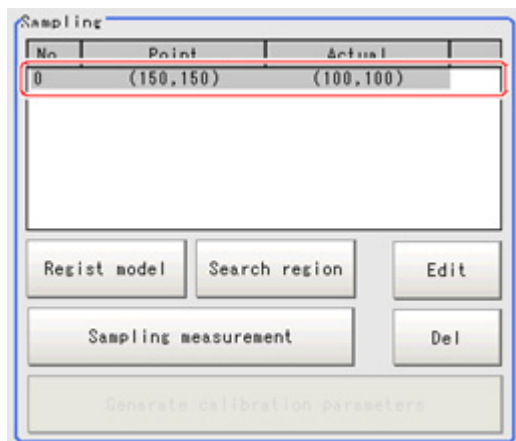 Sampling
No Point Actual
0 (150,150) (100,100)
Regist model Search region Edit
Sampling measurement Del
Generate calibration parameters